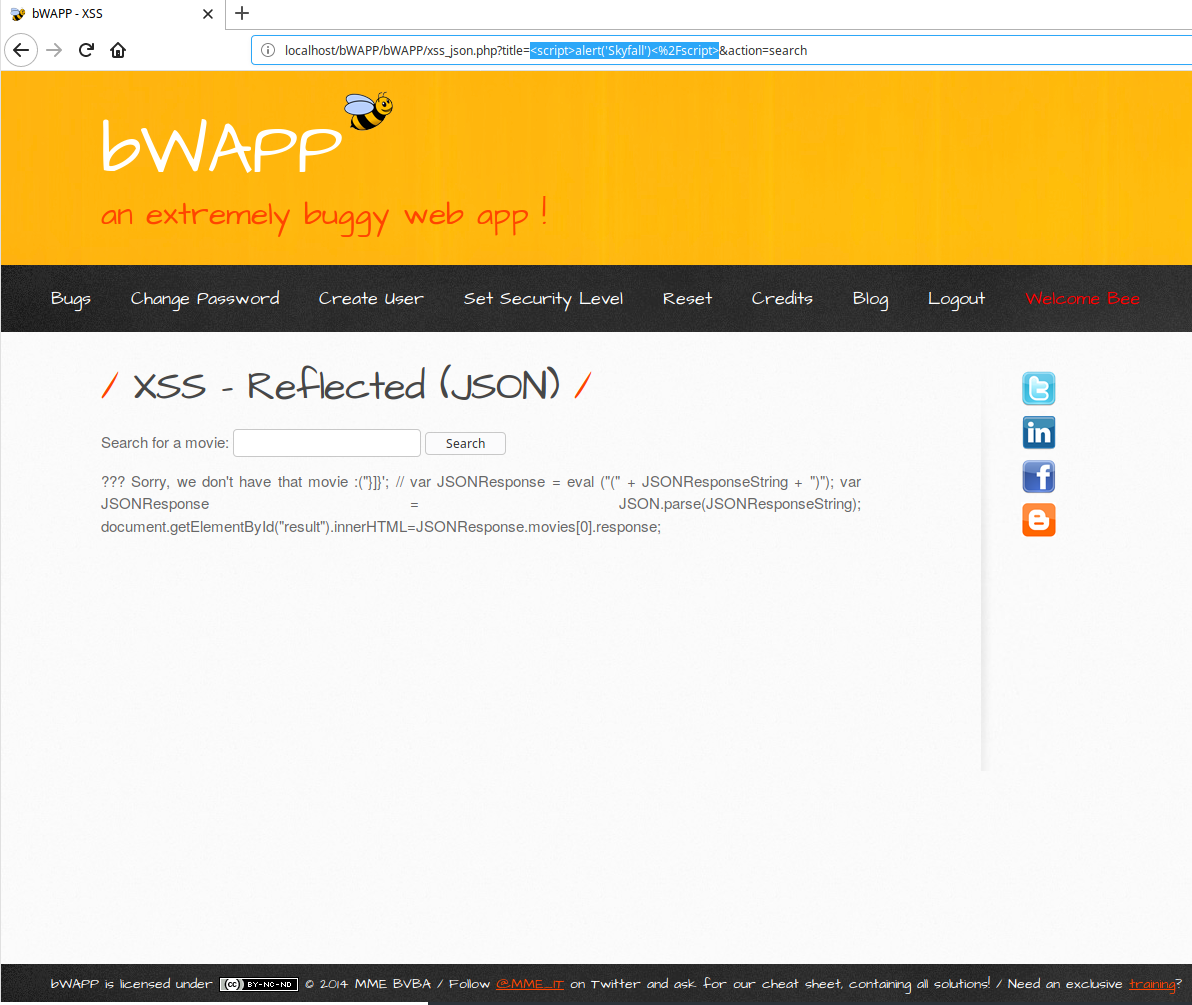 bWAPP - XSS
localhost/bWAPP/bWAPP/xss_json.php?title=<script>alert('Skyfall')<%2Fscript>&action=search
bWAPP
an extremely buggy web app !
Bugs Change Password Create User Set Security Level Reset Credits Blog Logout Welcome Bee
/ XSS - Reflected (JSON) /
Search for a movie: Search
??? Sorry, we don't have that movie :("}]}'; // var JSONResponse = eval ("(" + JSONResponseString + ")"); var
JSONResponse = JSON.parse(JSONResponseString);
document.getElementById("result").innerHTML=JSONResponse.movies[0].response;
t
in
f
B
bWAPP is licensed under (cc) BY-NC-ND © 2014 MME BVBA / Follow @MME_IT on Twitter and ask for our cheat sheet, containing all solutions! / Need an exclusive training?